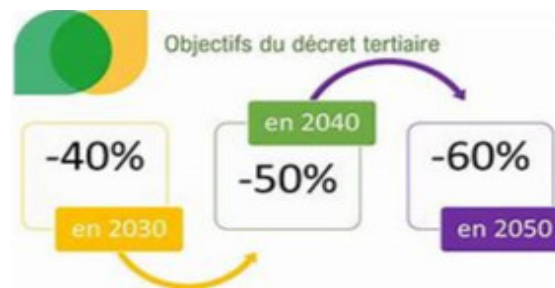 Objectifs du décret tertiaire
-40%
en 2030
en 2040
-50%
-60%
en 2050